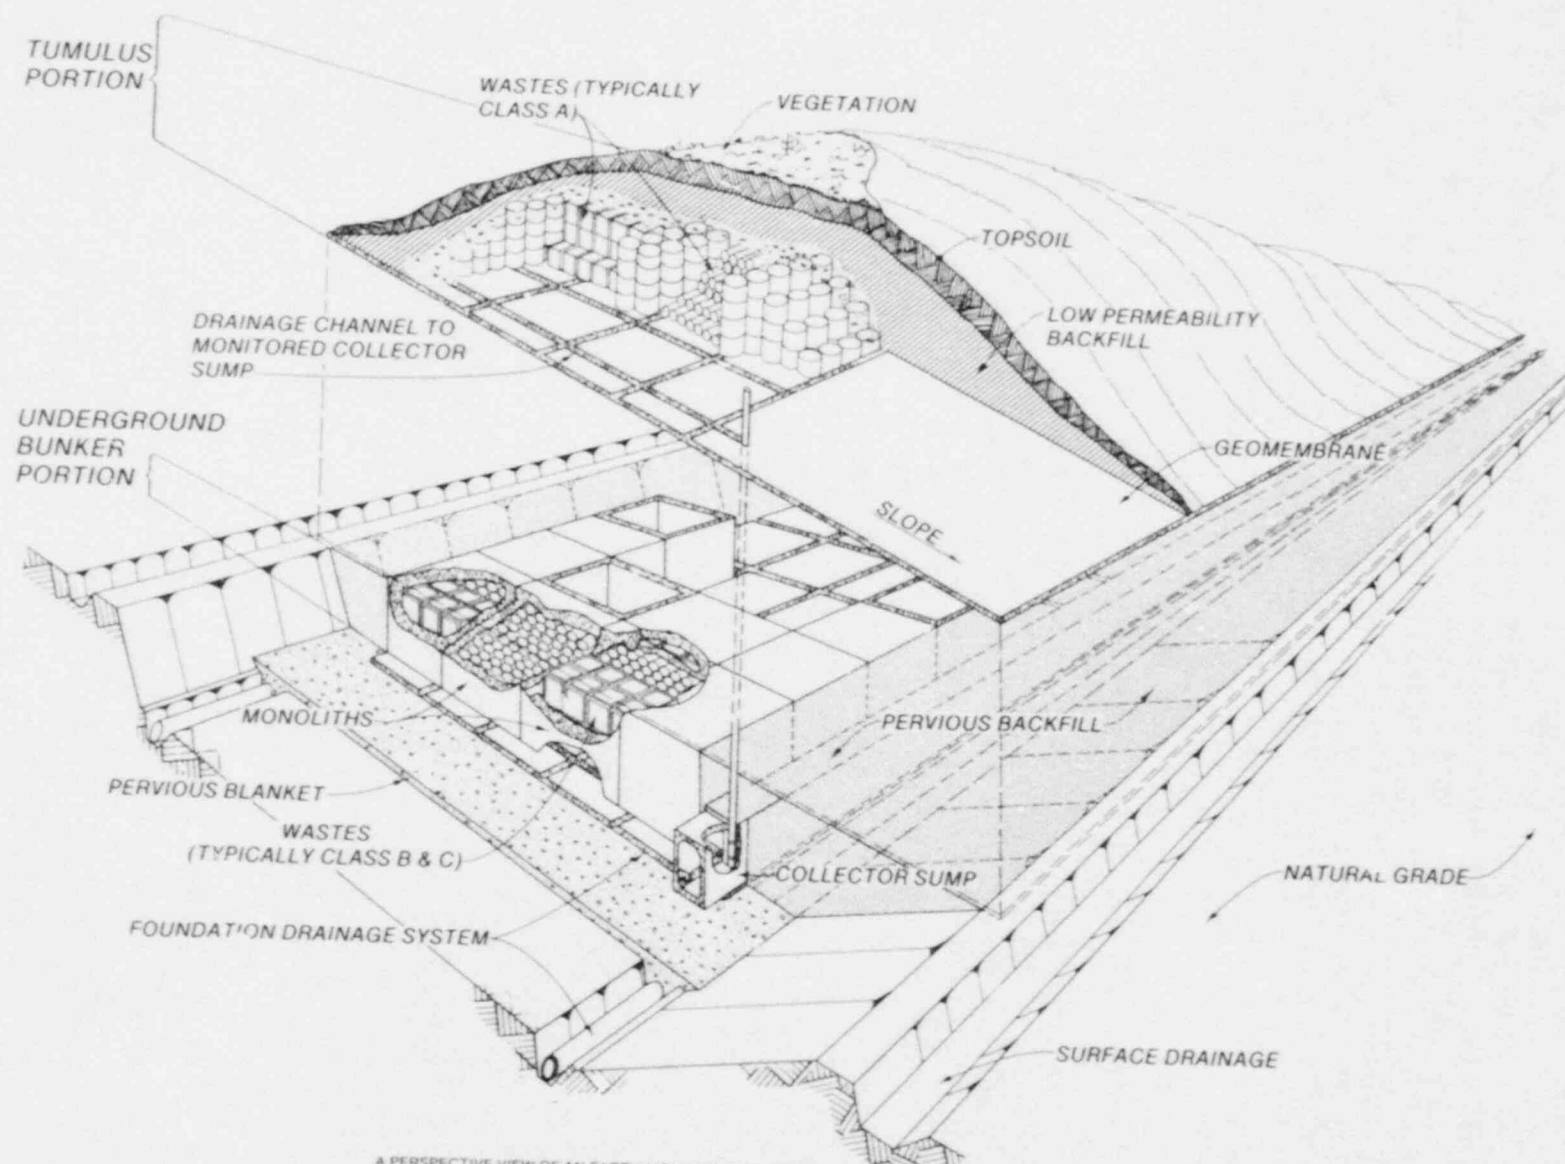 TUMULUS
PORTION
WASTES (TYPICALLY
CLASS A)
VEGETATION
TOPSOIL
DRAINAGE CHANNEL TO
MONITORED COLLECTOR
SUMP
LOW PERMEABILITY
BACKFILL
UNDERGROUND
BUNKER
PORTION
GEOMEMBRANE
SLOPE
MONOLITHS
PERVIOUS BACKFILL
PERVIOUS BLANKET
WASTES
(TYPICALLY CLASS B & C)
COLLECTOR SUMP
NATURAL GRADE
FOUNDATION DRAINAGE SYSTEM
SURFACE DRAINAGE
A PERSPECTIVE VIEW OF AN